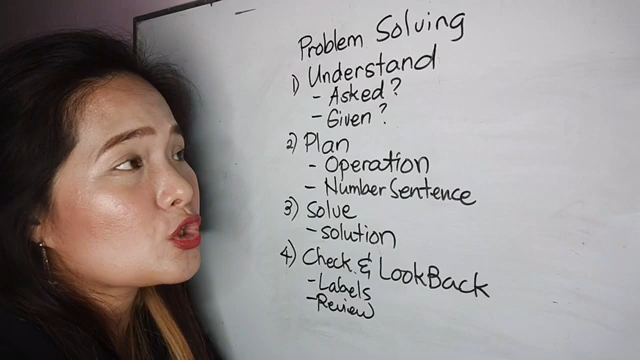 Problem Solving
1) Understand
- Asked?
- Given?
2) Plan
- Operation
- Number Sentence
3) Solve
- solution
4) Check & Look Back
- Labels
- Review